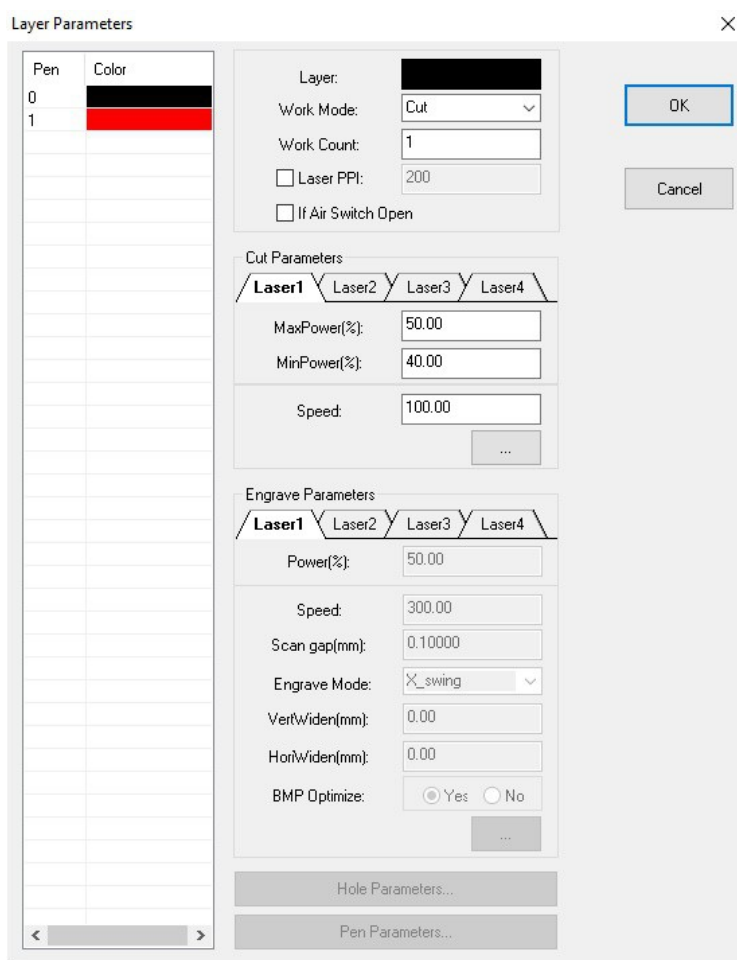 Layer Parameters
Pen Color
0
1
Layer:
Work Mode: Cut
Work Count: 1
Laser PPI: 200
If Air Switch Open
OK
Cancel
Cut Parameters
Laser1 Laser2 Laser3 Laser4
MaxPower(%): 50.00
MinPower(%): 40.00
Speed: 100.00
...
Engrave Parameters
Laser1 Laser2 Laser3 Laser4
Power(%): 50.00
Speed: 300.00
Scan gap(mm): 0.10000
Engrave Mode: X_swing
VertWiden(mm): 0.00
HoriWiden(mm): 0.00
BMP Optimize: Yes No
...
Hole Parameters...
Pen Parameters...